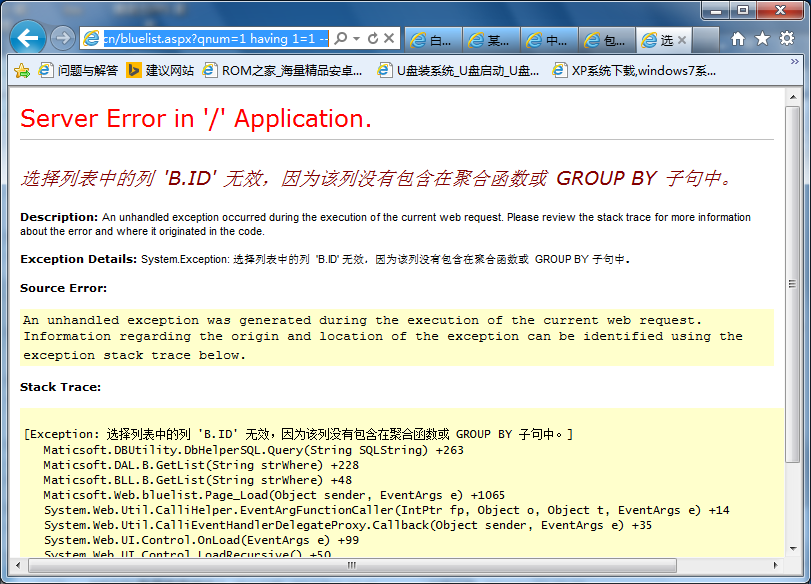 cn/bluelist.aspx?qnum=1 having 1=1 --
白...
某...
中...
包...
选
问题与解答
建议网站
ROM之家_海量精品安卓...
U盘装系统_U盘启动_U盘...
XP系统下载,windows7系...
Server Error in '/' Application.
选择列表中的列 'B.ID' 无效，因为该列没有包含在聚合函数或 GROUP BY 子句中。
Description: An unhandled exception occurred during the execution of the current web request. Please review the stack trace for more information
about the error and where it originated in the code.
Exception Details: System.Exception: 选择列表中的列 'B.ID' 无效，因为该列没有包含在聚合函数或 GROUP BY 子句中。
Source Error:
An unhandled exception was generated during the execution of the current web request.
Information regarding the origin and location of the exception can be identified using the
exception stack trace below.
Stack Trace:
[Exception: 选择列表中的列 'B.ID' 无效，因为该列没有包含在聚合函数或 GROUP BY 子句中。]
Maticsoft.DBUtility.DbHelperSQL.Query(String SQLString) +263
Maticsoft.DAL.B.GetList(String strWhere) +228
Maticsoft.BLL.B.GetList(String strWhere) +48
Maticsoft.Web.bluelist.Page_Load(Object sender, EventArgs e) +1065
System.Web.Util.CalliHelper.EventArgFunctionCaller(IntPtr fp, Object o, Object t, EventArgs e) +14
System.Web.Util.CalliEventHandlerDelegateProxy.Callback(Object sender, EventArgs e) +35
System.Web.UI.Control.OnLoad(EventArgs e) +99
System.Web.UI.Control.LoadRecursive() +50